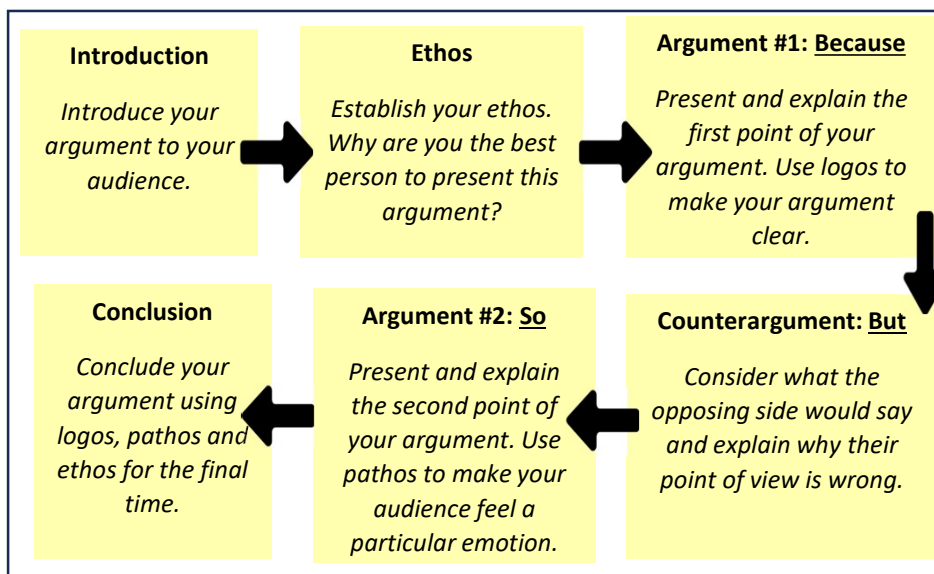 Introduction
Introduce your
argument to your
audience.
Ethos
Establish your ethos.
Why are you the best
person to present this
argument?
Argument #1: Because
Present and explain the
first point of your
argument. Use logos to
make your argument
clear.
Counterargument: But
Consider what the
opposing side would say
and explain why their
point of view is wrong.
Argument #2: So
Present and explain
the second point of
your argument. Use
pathos to make your
audience feel a
particular emotion.
Conclusion
Conclude your
argument using
logos, pathos and
ethos for the final
time.